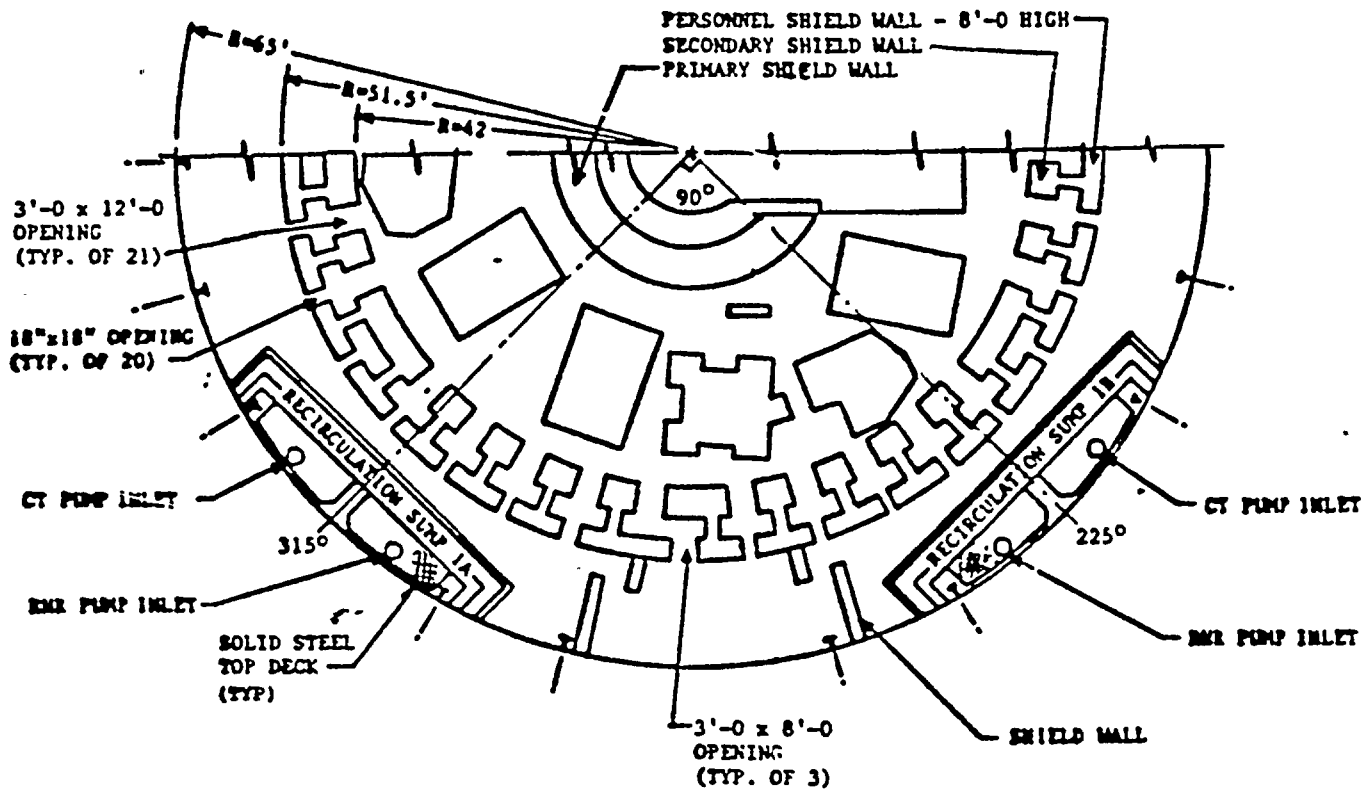 PERSONNEL SHIELD WALL - 8'-0 HIGH
SECONDARY SHIELD WALL
PRIMARY SHIELD WALL
R=65'
R=51.5'
R=42
90°
3'-0 x 12'-0
OPENING
(TYP. OF 21)
18"x18" OPENING
(TYP. OF 20)
RECIRCULATION SUMP 1A
RECIRCULATION SUMP 1B
CT PUMP INLET
CT PUMP INLET
315°
225°
RHR PUMP INLET
RHR PUMP INLET
SOLID STEEL
TOP DECK
(TYP)
3'-0 x 8'-0
OPENING
(TYP. OF 3)
SHIELD WALL